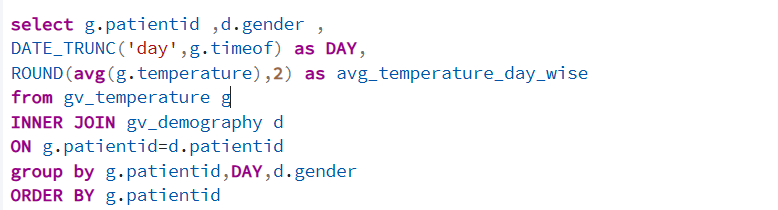 select g.patientid ,d.gender ,
DATE_TRUNC('day',g.timeof) as DAY,
ROUND(avg(g.temperature),2) as avg_temperature_day_wise
from gv_temperature g
INNER JOIN gv_demography d
ON g.patientid=d.patientid
group by g.patientid,DAY,d.gender
ORDER BY g.patientid